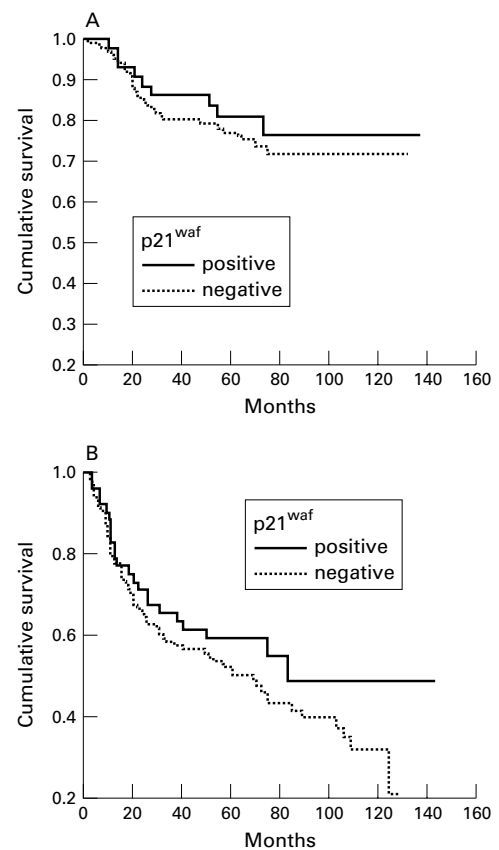 A
1.0
0.9
0.8
0.7
0.6
0.5
0.4
0.3
0.2
Cumulative survival
p21waf
positive
negative
0 20 40 60 80 100 120 140 160
Months
B
1.0
0.8
0.6
0.4
0.2
Cumulative survival
p21waf
positive
negative
0 20 40 60 80 100 120 140 160
Months